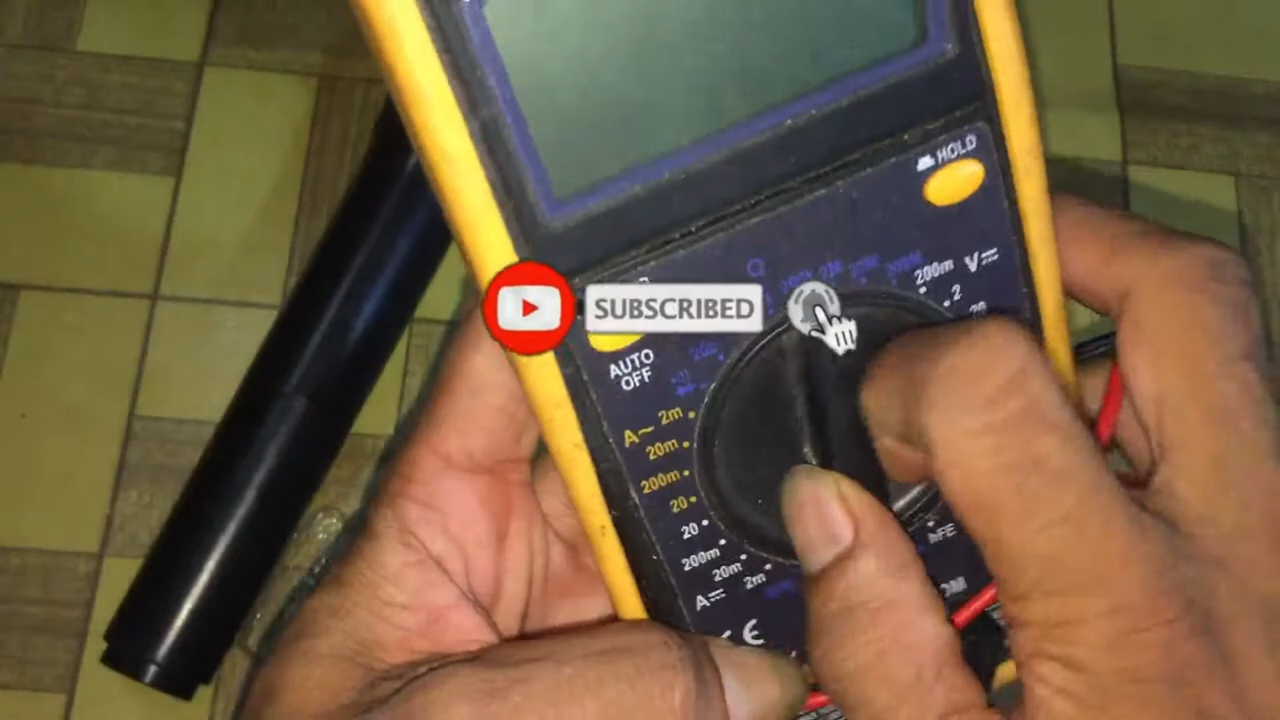 HOLD
200m V⎓
2
20
SUBSCRIBED
AUTO
OFF
A~ 2m
20m
200m
20
20
200m
20m
2m
A⎓
hFE
CE